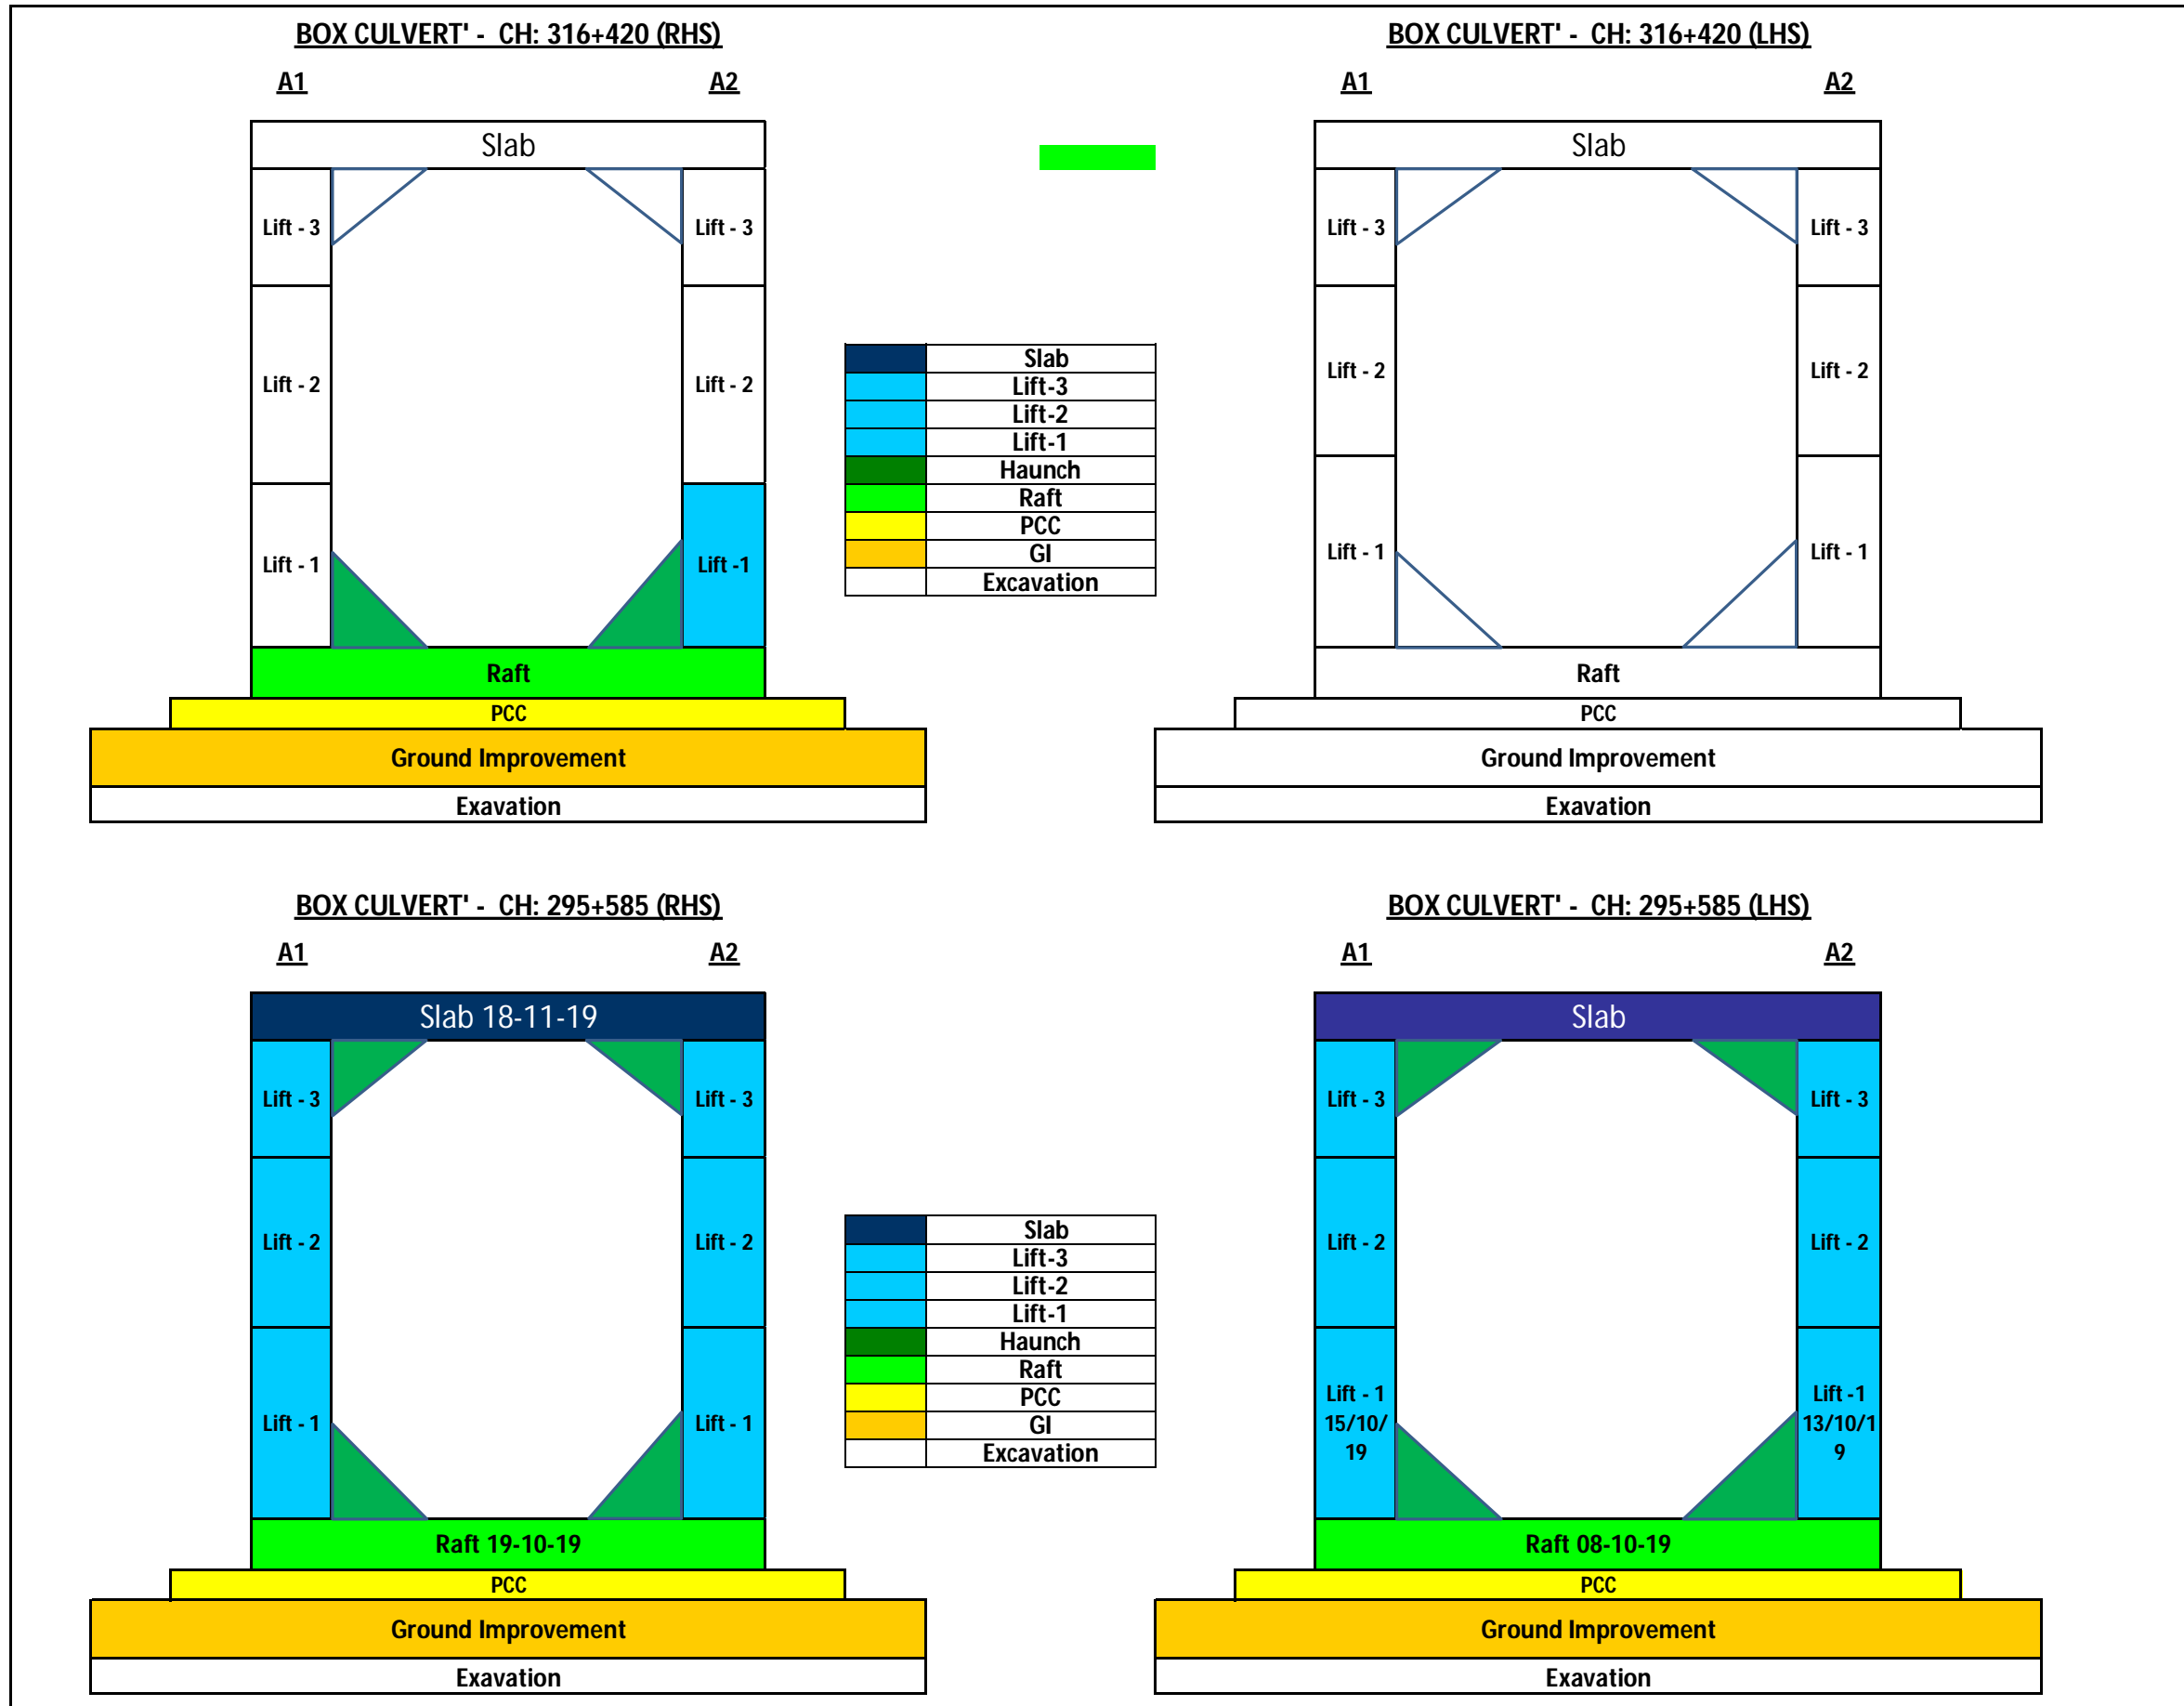 BOX CULVERT' - CH: 316+420 (RHS)
A1
A2
Slab
Lift - 3
Lift - 3
Lift - 2
Lift - 2
Lift - 1
Lift -1
Raft
PCC
Ground Improvement
Exavation
Slab
Lift-3
Lift-2
Lift-1
Haunch
Raft
PCC
GI
Excavation
BOX CULVERT' - CH: 316+420 (LHS)
A1
A2
Slab
Lift - 3
Lift - 3
Lift - 2
Lift - 2
Lift - 1
Lift - 1
Raft
PCC
Ground Improvement
Exavation
BOX CULVERT' - CH: 295+585 (RHS)
A1
A2
Slab 18-11-19
Lift - 3
Lift - 3
Lift - 2
Lift - 2
Lift - 1
Lift - 1
Raft 19-10-19
PCC
Ground Improvement
Exavation
Slab
Lift-3
Lift-2
Lift-1
Haunch
Raft
PCC
GI
Excavation
BOX CULVERT' - CH: 295+585 (LHS)
A1
A2
Slab
Lift - 3
Lift - 3
Lift - 2
Lift - 2
Lift - 1
15/10/
19
Lift -1
13/10/1
9
Raft 08-10-19
PCC
Ground Improvement
Exavation